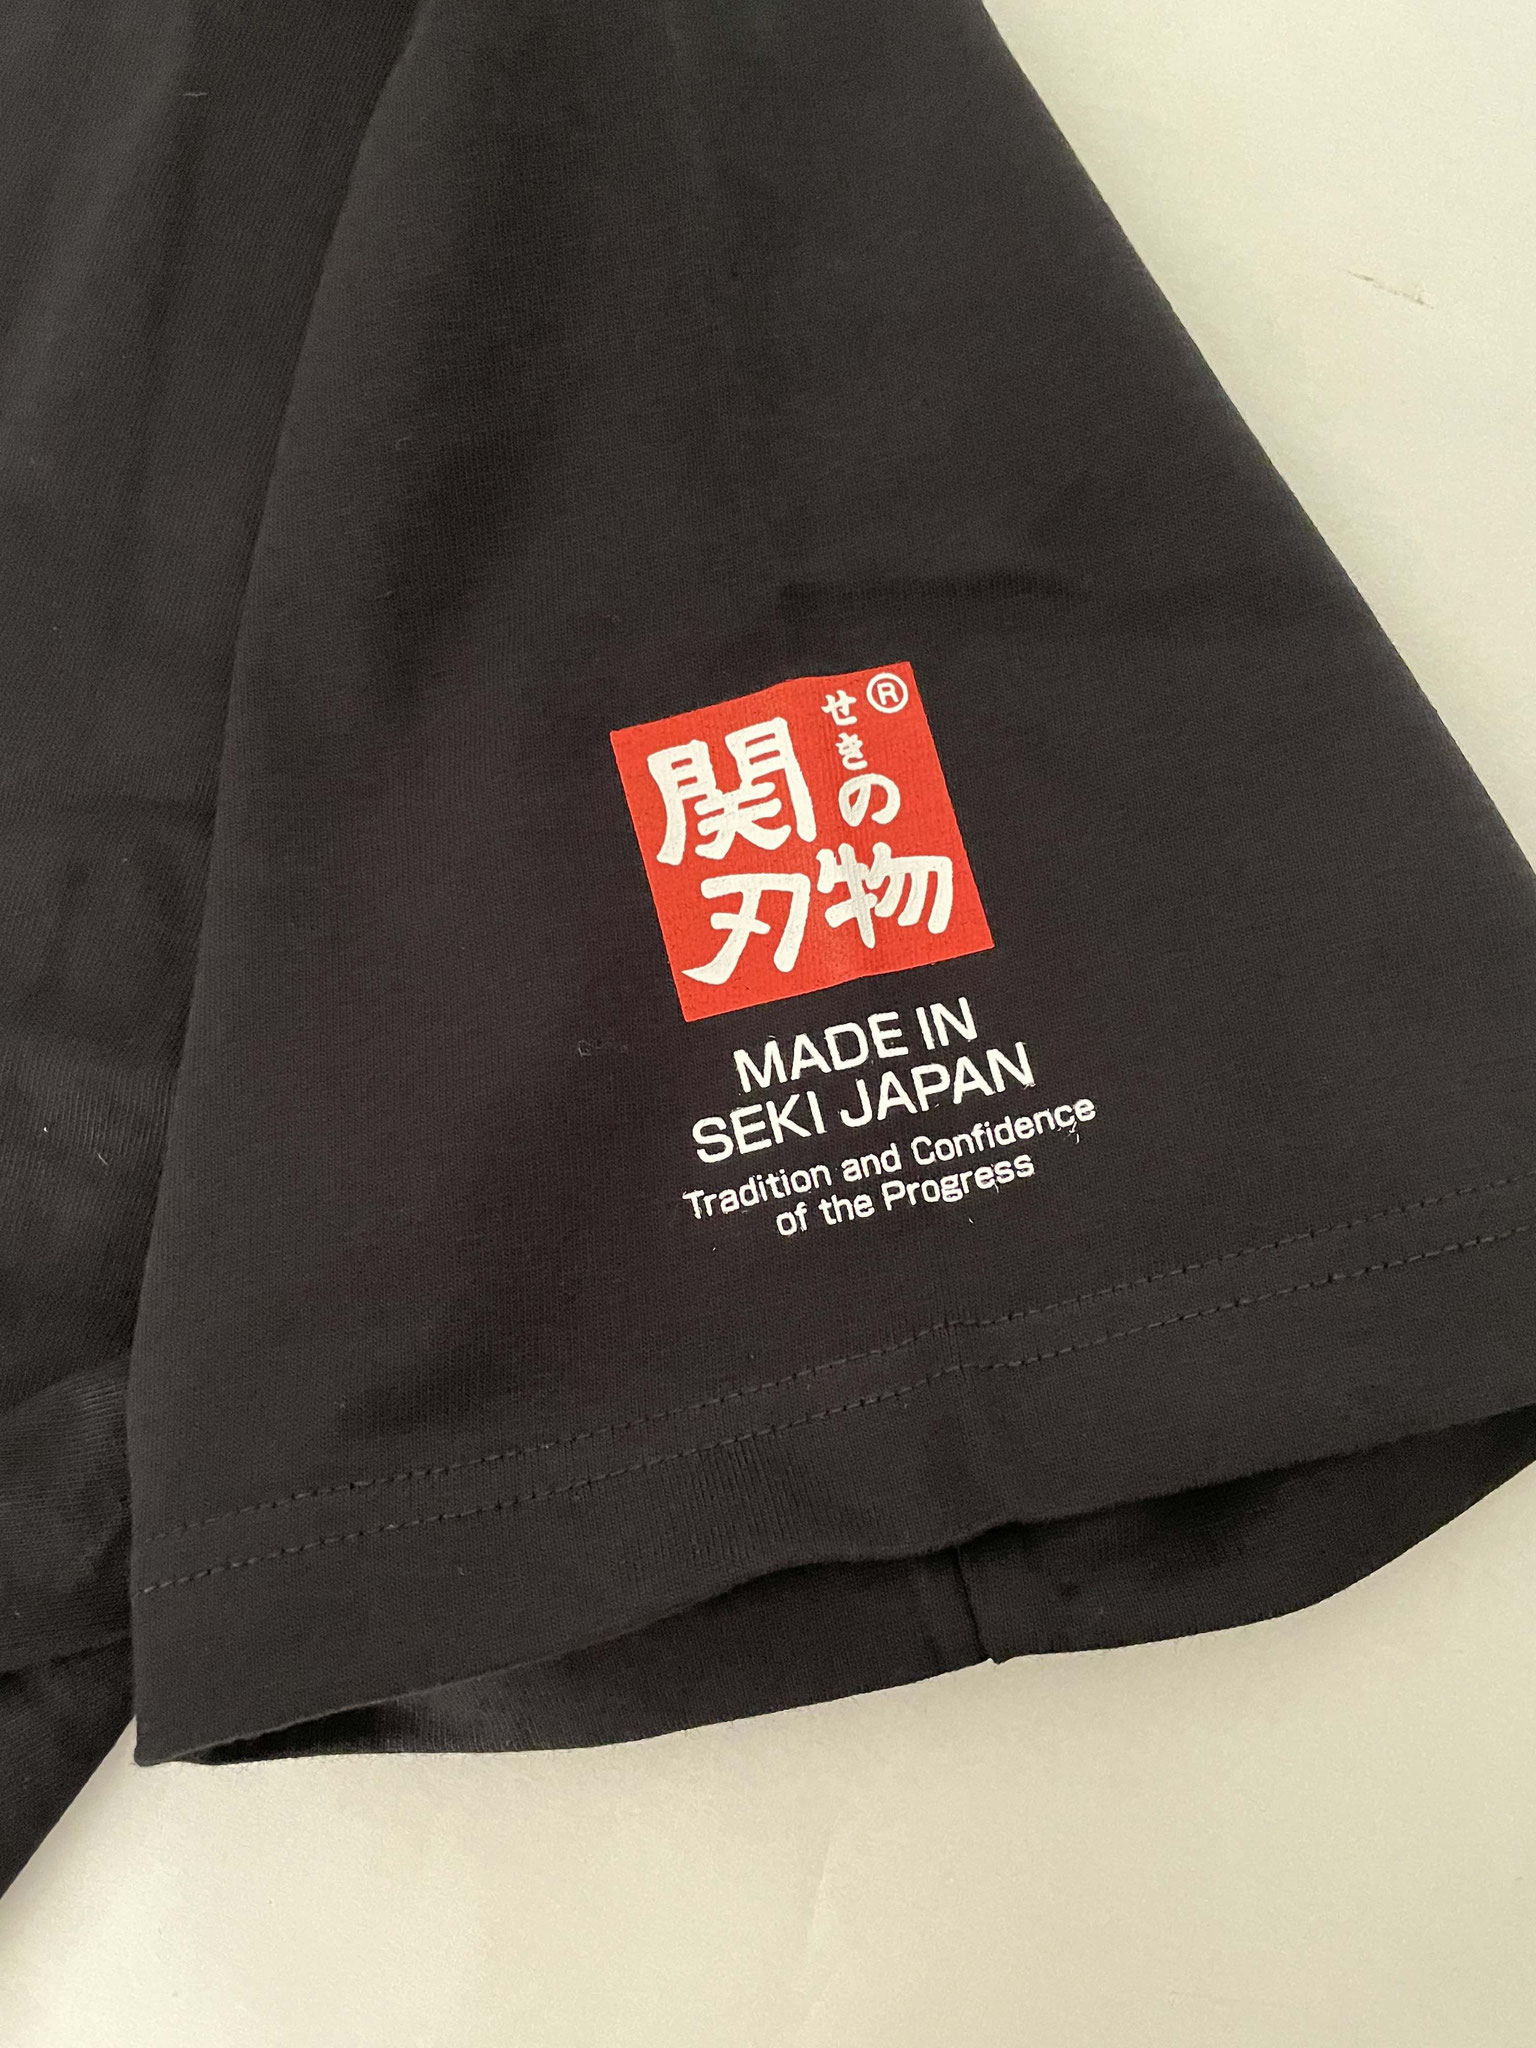 せき®
関の
刃物
MADE IN
SEKI JAPAN
Tradition and Confidence
of the Progress